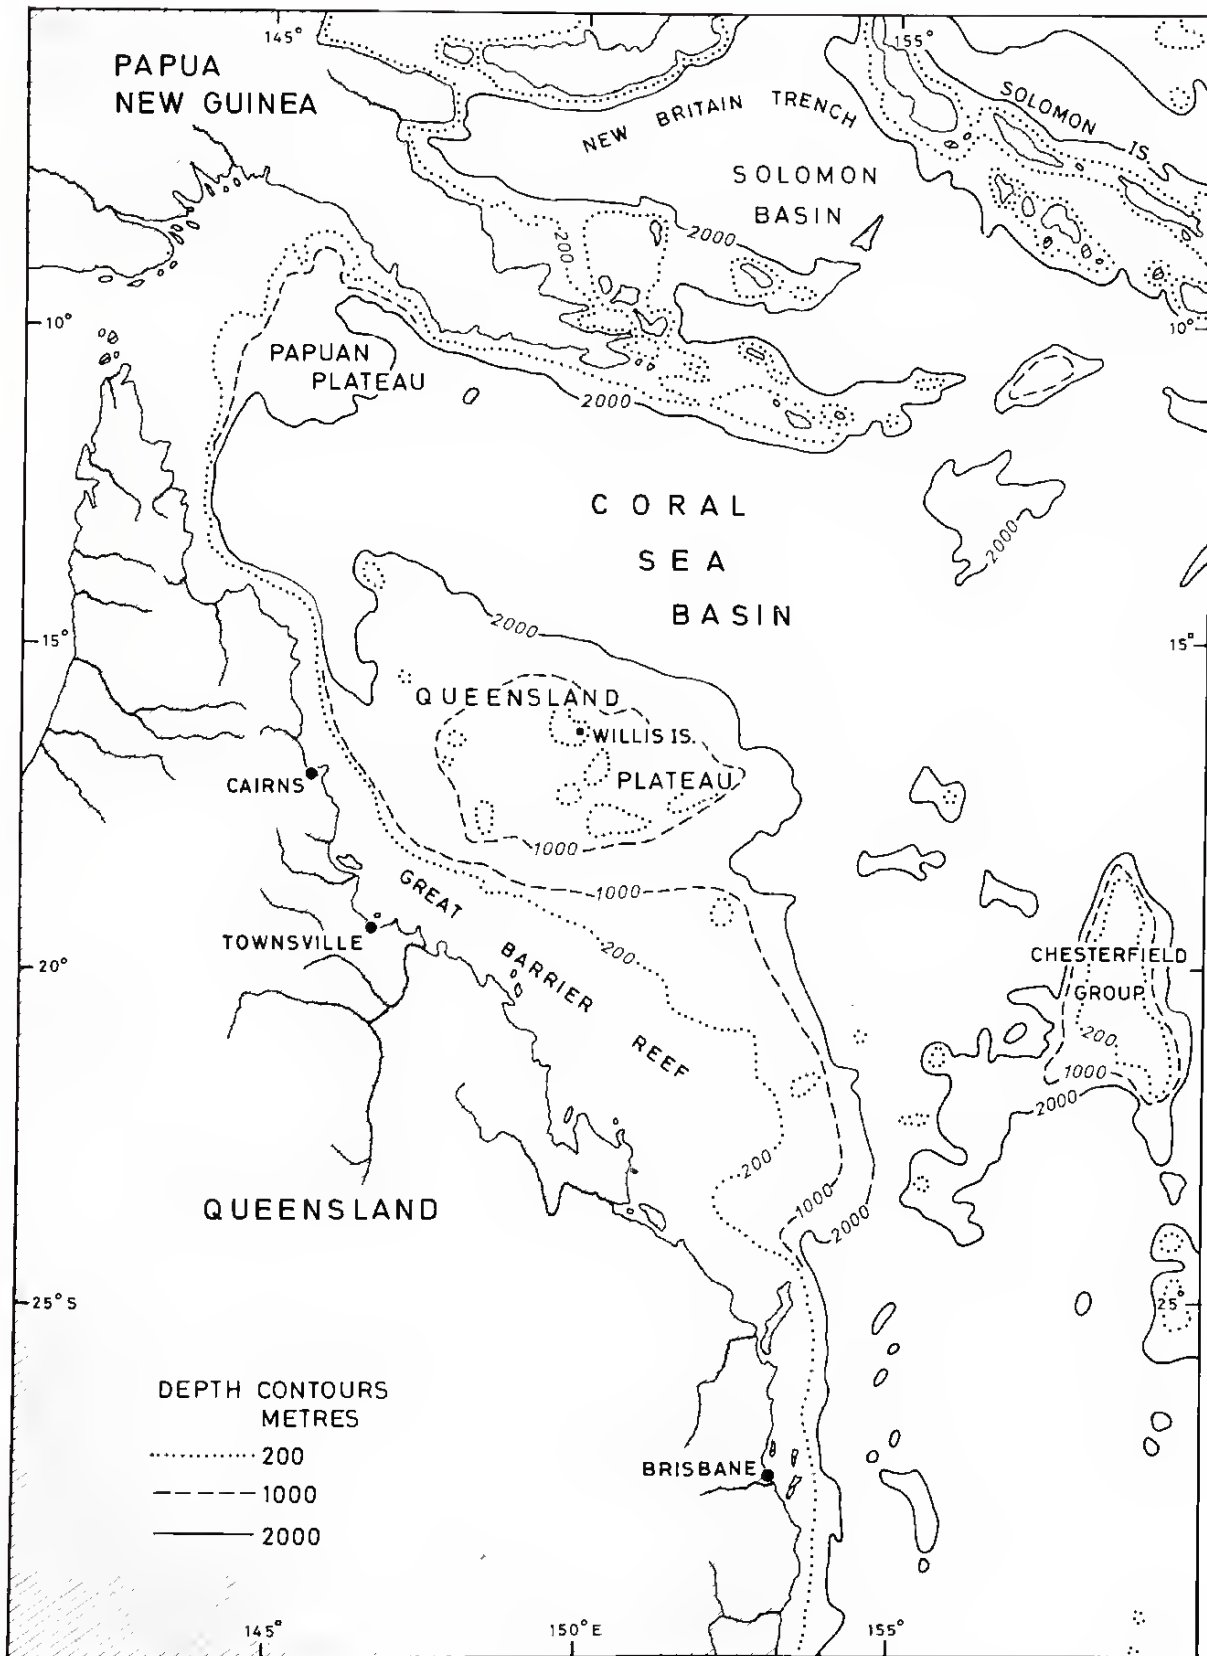 145°
155°
PAPUA
NEW GUINEA
NEW BRITAIN TRENCH
SOLOMON IS.
SOLOMON
BASIN
200
2000
10°
10°
PAPUAN
PLATEAU
2000
CORAL
SEA
BASIN
2000
2000
15°
15°
QUEENSLAND
WILLIS IS.
PLATEAU
CAIRNS
1000
1000
GREAT
BARRIER
REEF
TOWNSVILLE
200
20°
CHESTERFIELD
GROUP
200
1000
2000
200
1000
2000
QUEENSLAND
25°S
25°
DEPTH CONTOURS
METRES
200
1000
2000
BRISBANE
145°
150°E
155°